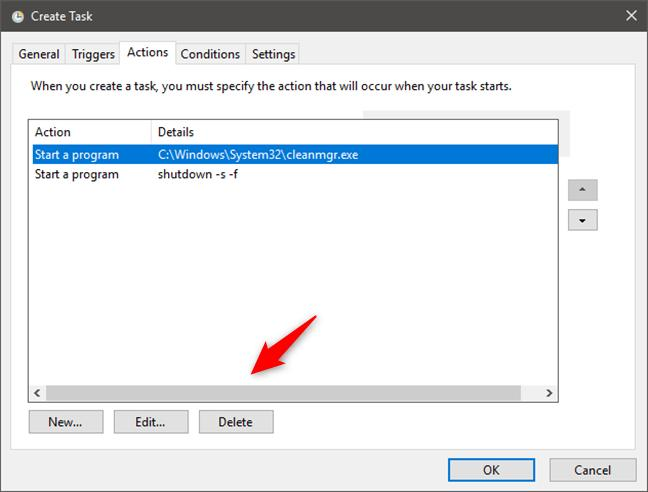 Create Task
General Triggers Actions Conditions Settings
When you create a task, you must specify the action that will occur when your task starts.
Action Details
Start a program C:\Windows\System32\cleanmgr.exe
Start a program shutdown -s -f
New... Edit... Delete
OK Cancel